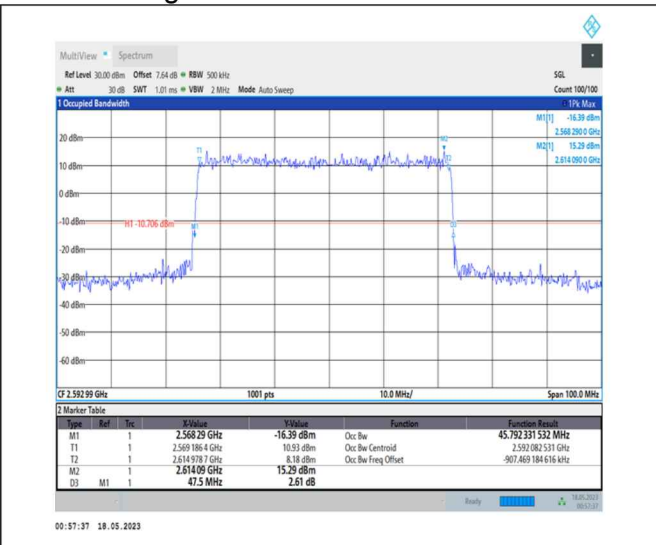 MultiView Spectrum
Ref Level 30.00 dBm Offset 7.64 dB RBW 500 kHz SGL
Att 30 dB SWT 1.01 ms VBW 2 MHz Mode Auto Sweep Count 100/100
1 Occupied Bandwidth 1Pk Max
M1[1] -16.39 dBm
2.568 290 0 GHz
M2[1] 15.29 dBm
2.614 090 0 GHz
20 dBm
M2
T1
T2
10 dBm
0 dBm
-10 dBm
H1 -10.706 dBm
M1
D3
-20 dBm
-30 dBm
-40 dBm
-50 dBm
-60 dBm
CF 2.592 99 GHz 1001 pts 10.0 MHz/ Span 100.0 MHz
2 Marker Table
Type Ref Trc X-Value Y-Value Function Function Result
M1 1 2.568 29 GHz -16.39 dBm Occ Bw 45.792 331 532 MHz
T1 1 2.569 186 4 GHz 10.93 dBm Occ Bw Centroid 2.592 082 531 GHz
T2 1 2.614 978 7 GHz 8.18 dBm Occ Bw Freq Offset -907.469 184 616 kHz
M2 1 2.614 09 GHz 15.29 dBm
D3 M1 1 47.5 MHz 2.61 dB
Ready 18.05.2023
00:57:37
00:57:37 18.05.2023